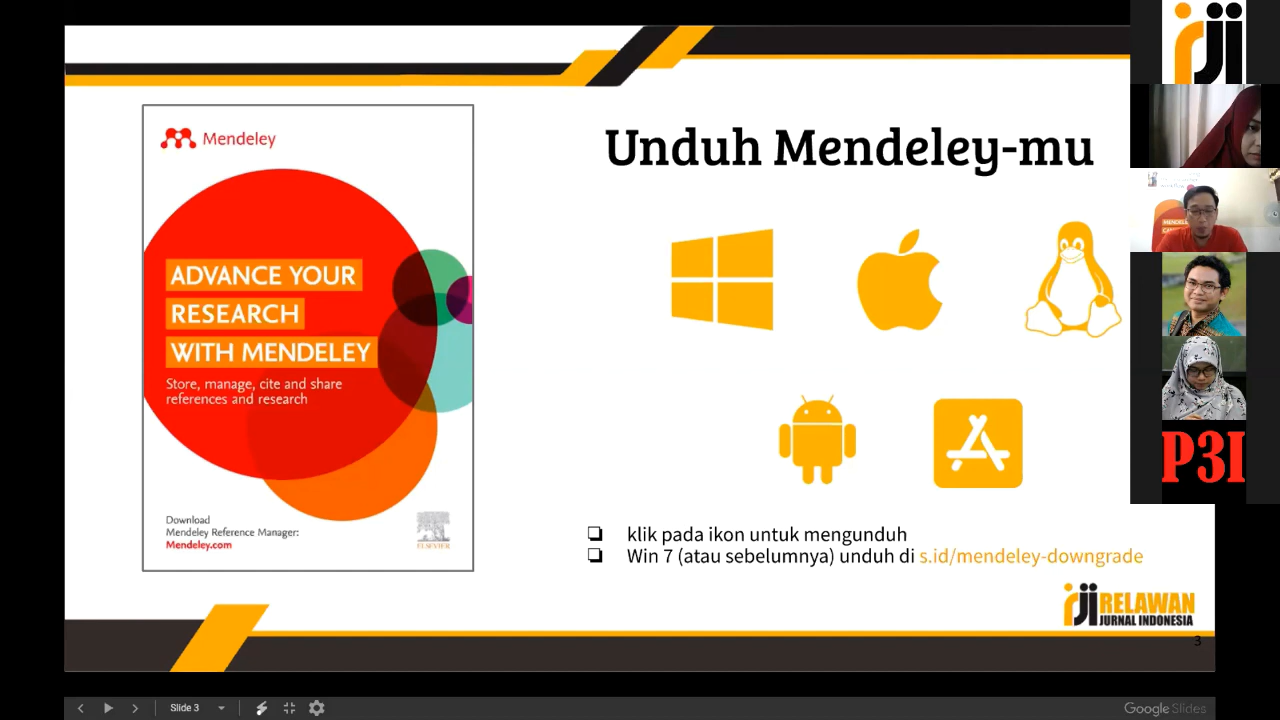 Mendeley
ADVANCE YOUR
RESEARCH
WITH MENDELEY
Store, manage, cite and share
references and research
Download
Mendeley Reference Manager:
Mendeley.com
ELSEVIER
Unduh Mendeley-mu
klik pada ikon untuk mengunduh
Win 7 (atau sebelumnya) unduh di s.id/mendeley-downgrade
rji RELAWAN
JURNAL INDONESIA
3
rji
P3I
Slide 3
Google Slides